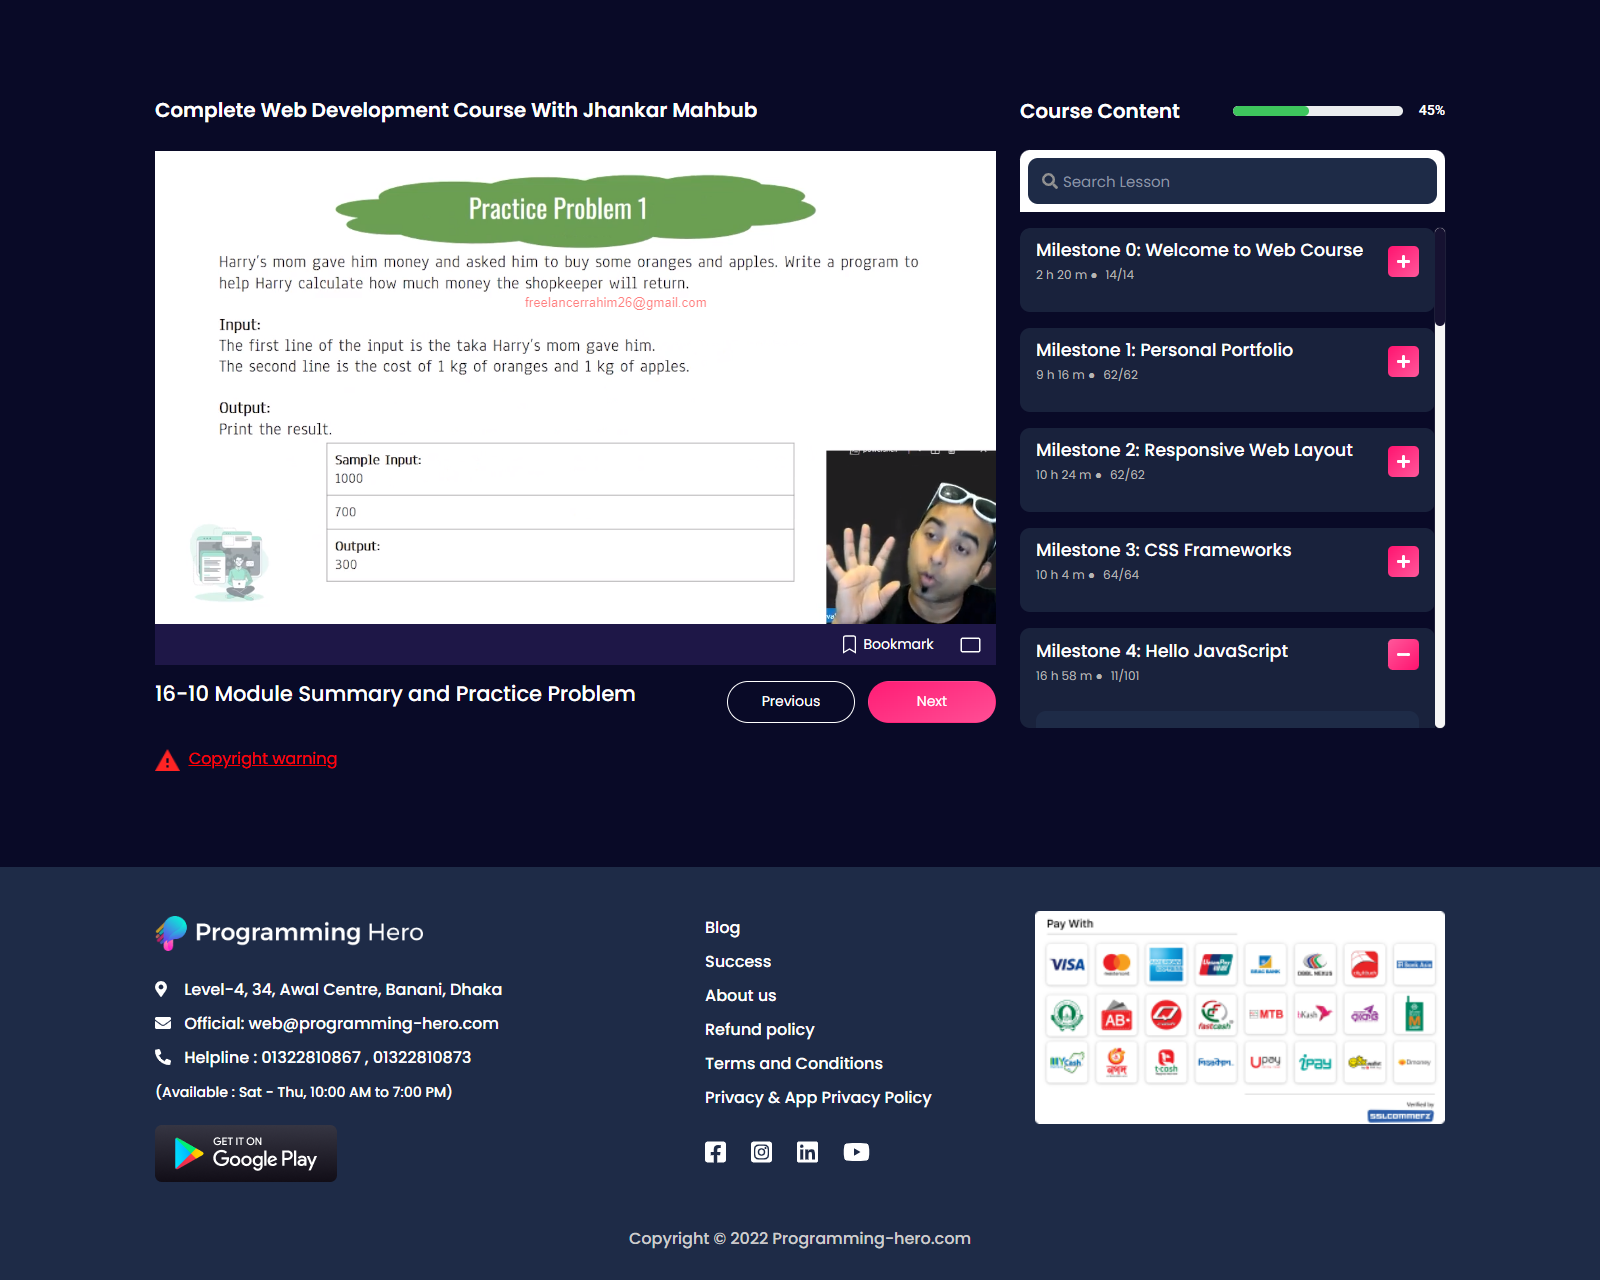 Complete Web Development Course With Jhankar Mahbub
Course Content
45%
Practice Problem 1
Harry's mom gave him money and asked him to buy some oranges and apples. Write a program to
help Harry calculate how much money the shopkeeper will return.
freelancerrahim26@gmail.com
Input:
The first line of the input is the taka Harry's mom gave him.
The second line is the cost of 1 kg of oranges and 1 kg of apples.
Output:
Print the result.
Sample Input:
1000
700
Output:
300
Bookmark
16-10 Module Summary and Practice Problem
Previous
Next
Copyright warning
Search Lesson
Milestone 0: Welcome to Web Course
2 h 20 m ● 14/14
Milestone 1: Personal Portfolio
9 h 16 m ● 62/62
Milestone 2: Responsive Web Layout
10 h 24 m ● 62/62
Milestone 3: CSS Frameworks
10 h 4 m ● 64/64
Milestone 4: Hello JavaScript
16 h 58 m ● 11/101
Programming Hero
Level-4, 34, Awal Centre, Banani, Dhaka
Official: web@programming-hero.com
Helpline : 01322810867 , 01322810873
(Available : Sat - Thu, 10:00 AM to 7:00 PM)
GET IT ON
Google Play
Blog
Success
About us
Refund policy
Terms and Conditions
Privacy & App Privacy Policy
Pay With
VISA
UnionPay
BRAC BANK
Bank Asia
AB
fastcash
MTB
bKash
MYCash
নগদ
t-cash
Upay
iPay
Dmoney
Verified by
SSLCOMMERZ
Copyright © 2022 Programming-hero.com